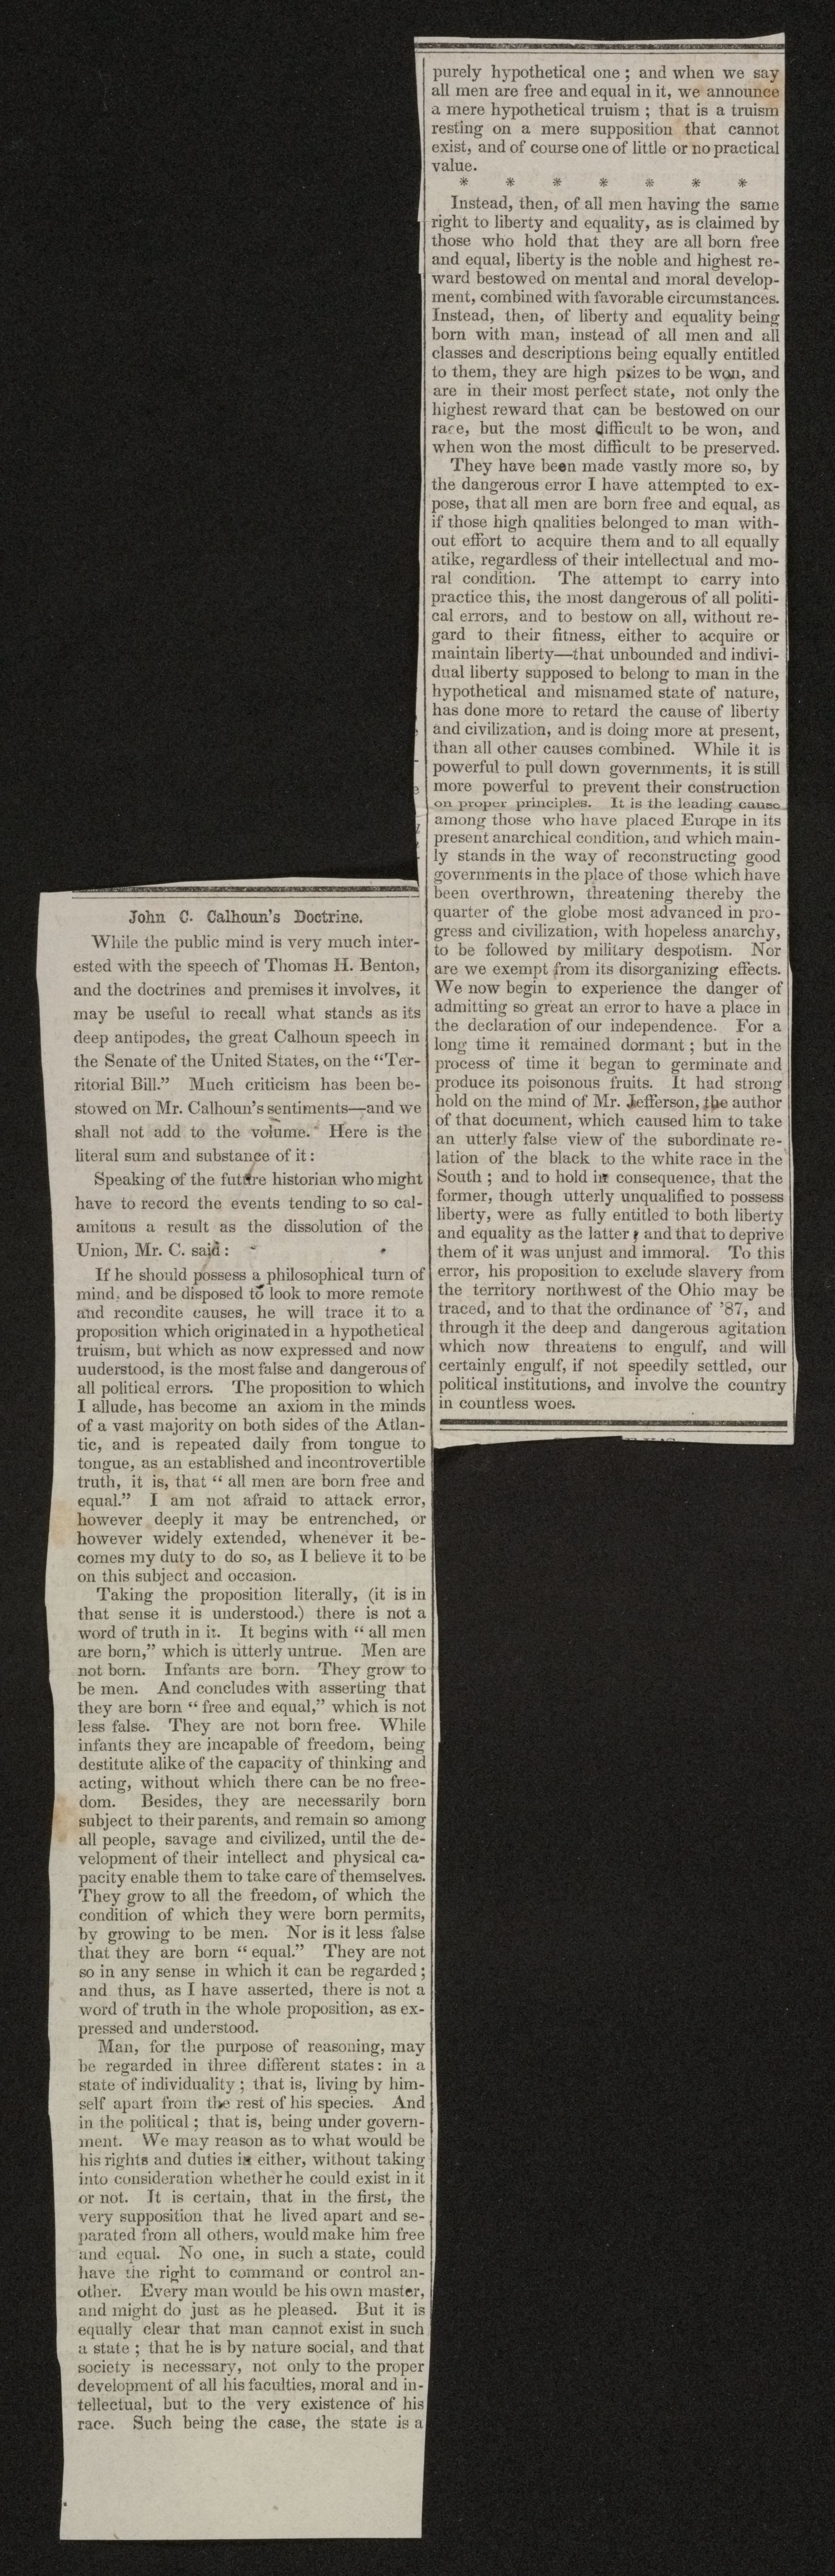 John C. Calhoun's Doctrine.
While the public mind is very much inter-
ested with the speech of Thomas H. Benton,
and the doctrines and premises it involves, it
may be useful to recall what stands as its
deep antipodes, the great Calhoun speech in
the Senate of the United States, on the "Ter-
ritorial Bill." Much criticism has been be-
stowed on Mr. Calhoun's sentiments—and we
shall not add to the volume. Here is the
literal sum and substance of it:
Speaking of the future historian who might
have to record the events tending to so cal-
amitous a result as the dissolution of the
Union, Mr. C. said:
If he should possess a philosophical turn of
mind, and be disposed to look to more remote
and recondite causes, he will trace it to a
proposition which originated in a hypothetical
truism, but which as now expressed and now
understood, is the most false and dangerous of
all political errors. The proposition to which
I allude, has become an axiom in the minds
of a vast majority on both sides of the Atlan-
tic, and is repeated daily from tongue to
tongue, as an established and incontrovertible
truth, it is, that "all men are born free and
equal." I am not afraid to attack error,
however deeply it may be entrenched, or
however widely extended, whenever it be-
comes my duty to do so, as I believe it to be
on this subject and occasion.
Taking the proposition literally, (it is in
that sense it is understood.) there is not a
word of truth in it. It begins with "all men
are born," which is utterly untrue. Men are
not born. Infants are born. They grow to
be men. And concludes with asserting that
they are born "free and equal," which is not
less false. They are not born free. While
infants they are incapable of freedom, being
destitute alike of the capacity of thinking and
acting, without which there can be no free-
dom. Besides, they are necessarily born
subject to their parents, and remain so among
all people, savage and civilized, until the de-
velopment of their intellect and physical ca-
pacity enable them to take care of themselves.
They grow to all the freedom, of which the
condition of which they were born permits,
by growing to be men. Nor is it less false
that they are born "equal." They are not
so in any sense in which it can be regarded;
and thus, as I have asserted, there is not a
word of truth in the whole proposition, as ex-
pressed and understood.
Man, for the purpose of reasoning, may
be regarded in three different states: in a
state of individuality; that is, living by him-
self apart from the rest of his species. And
in the political; that is, being under govern-
ment. We may reason as to what would be
his rights and duties in either, without taking
into consideration whether he could exist in it
or not. It is certain, that in the first, the
very supposition that he lived apart and se-
parated from all others, would make him free
and equal. No one, in such a state, could
have the right to command or control an-
other. Every man would be his own master,
and might do just as he pleased. But it is
equally clear that man cannot exist in such
a state; that he is by nature social, and that
society is necessary, not only to the proper
development of all his faculties, moral and in-
tellectual, but to the very existence of his
race. Such being the case, the state is a
purely hypothetical one; and when we say
all men are free and equal in it, we announce
a mere hypothetical truism; that is a truism
resting on a mere supposition that cannot
exist, and of course one of little or no practical
value.
* * * * * * *
Instead, then, of all men having the same
right to liberty and equality, as is claimed by
those who hold that they are all born free
and equal, liberty is the noble and highest re-
ward bestowed on mental and moral develop-
ment, combined with favorable circumstances.
Instead, then, of liberty and equality being
born with man, instead of all men and all
classes and descriptions being equally entitled
to them, they are high prizes to be won, and
are in their most perfect state, not only the
highest reward that can be bestowed on our
race, but the most difficult to be won, and
when won the most difficult to be preserved.
They have been made vastly more so, by
the dangerous error I have attempted to ex-
pose, that all men are born free and equal, as
if those high qualities belonged to man with-
out effort to acquire them and to all equally
atike, regardless of their intellectual and mo-
ral condition. The attempt to carry into
practice this, the most dangerous of all politi-
cal errors, and to bestow on all, without re-
gard to their fitness, either to acquire or
maintain liberty—that unbounded and indivi-
dual liberty supposed to belong to man in the
hypothetical and misnamed state of nature,
has done more to retard the cause of liberty
and civilization, and is doing more at present,
than all other causes combined. While it is
powerful to pull down governments, it is still
more powerful to prevent their construction
on proper principles. It is the leading cause
among those who have placed Europe in its
present anarchical condition, and which main-
ly stands in the way of reconstructing good
governments in the place of those which have
been overthrown, threatening thereby the
quarter of the globe most advanced in pro-
gress and civilization, with hopeless anarchy,
to be followed by military despotism. Nor
are we exempt from its disorganizing effects.
We now begin to experience the danger of
admitting so great an error to have a place in
the declaration of our independence. For a
long time it remained dormant; but in the
process of time it began to germinate and
produce its poisonous fruits. It had strong
hold on the mind of Mr. Jefferson, the author
of that document, which caused him to take
an utterly false view of the subordinate re-
lation of the black to the white race in the
South; and to hold in consequence, that the
former, though utterly unqualified to possess
liberty, were as fully entitled to both liberty
and equality as the latter; and that to deprive
them of it was unjust and immoral. To this
error, his proposition to exclude slavery from
the territory northwest of the Ohio may be
traced, and to that the ordinance of '87, and
through it the deep and dangerous agitation
which now threatens to engulf, and will
certainly engulf, if not speedily settled, our
political institutions, and involve the country
in countless woes.